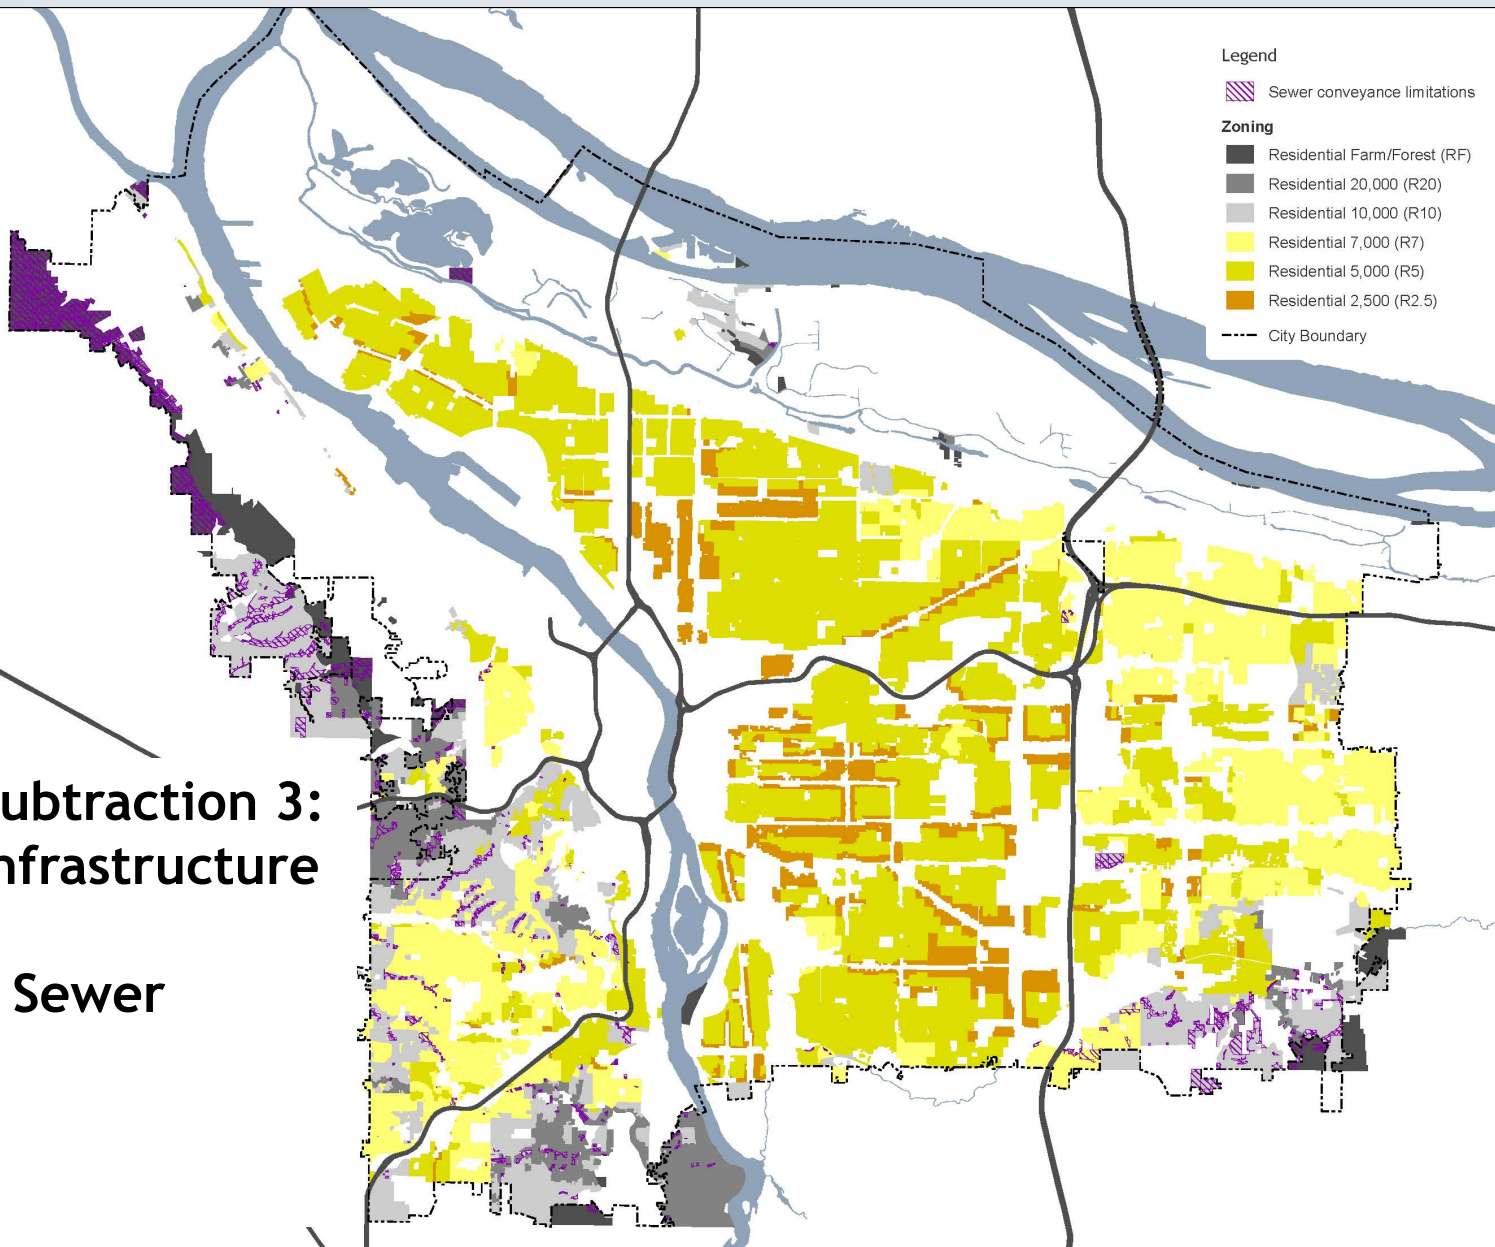 Legend
Sewer conveyance limitations
Zoning
Residential Farm/Forest (RF)
Residential 20,000 (R20)
Residential 10,000 (R10)
Residential 7,000 (R7)
Residential 5,000 (R5)
Residential 2,500 (R2.5)
City Boundary
ubtraction 3:
nfrastructure
Sewer